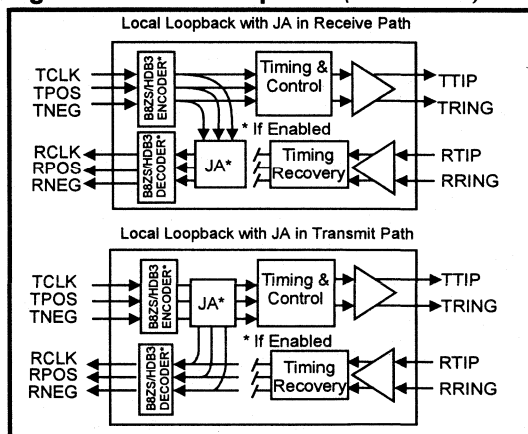 Local Loopback with JA in Receive Path
TCLK
TPOS
TNEG
B8ZS/HDB3
ENCODER*
Timing &
Control
TTIP
TRING
* If Enabled
RCLK
RPOS
RNEG
B8ZS/HDB3
DECODER*
JA*
Timing
Recovery
RTIP
RRING
Local Loopback with JA in Transmit Path
TCLK
TPOS
TNEG
B8ZS/HDB3
ENCODER*
JA*
Timing &
Control
TTIP
TRING
* If Enabled
RCLK
RPOS
RNEG
B8ZS/HDB3
DECODER*
Timing
Recovery
RTIP
RRING